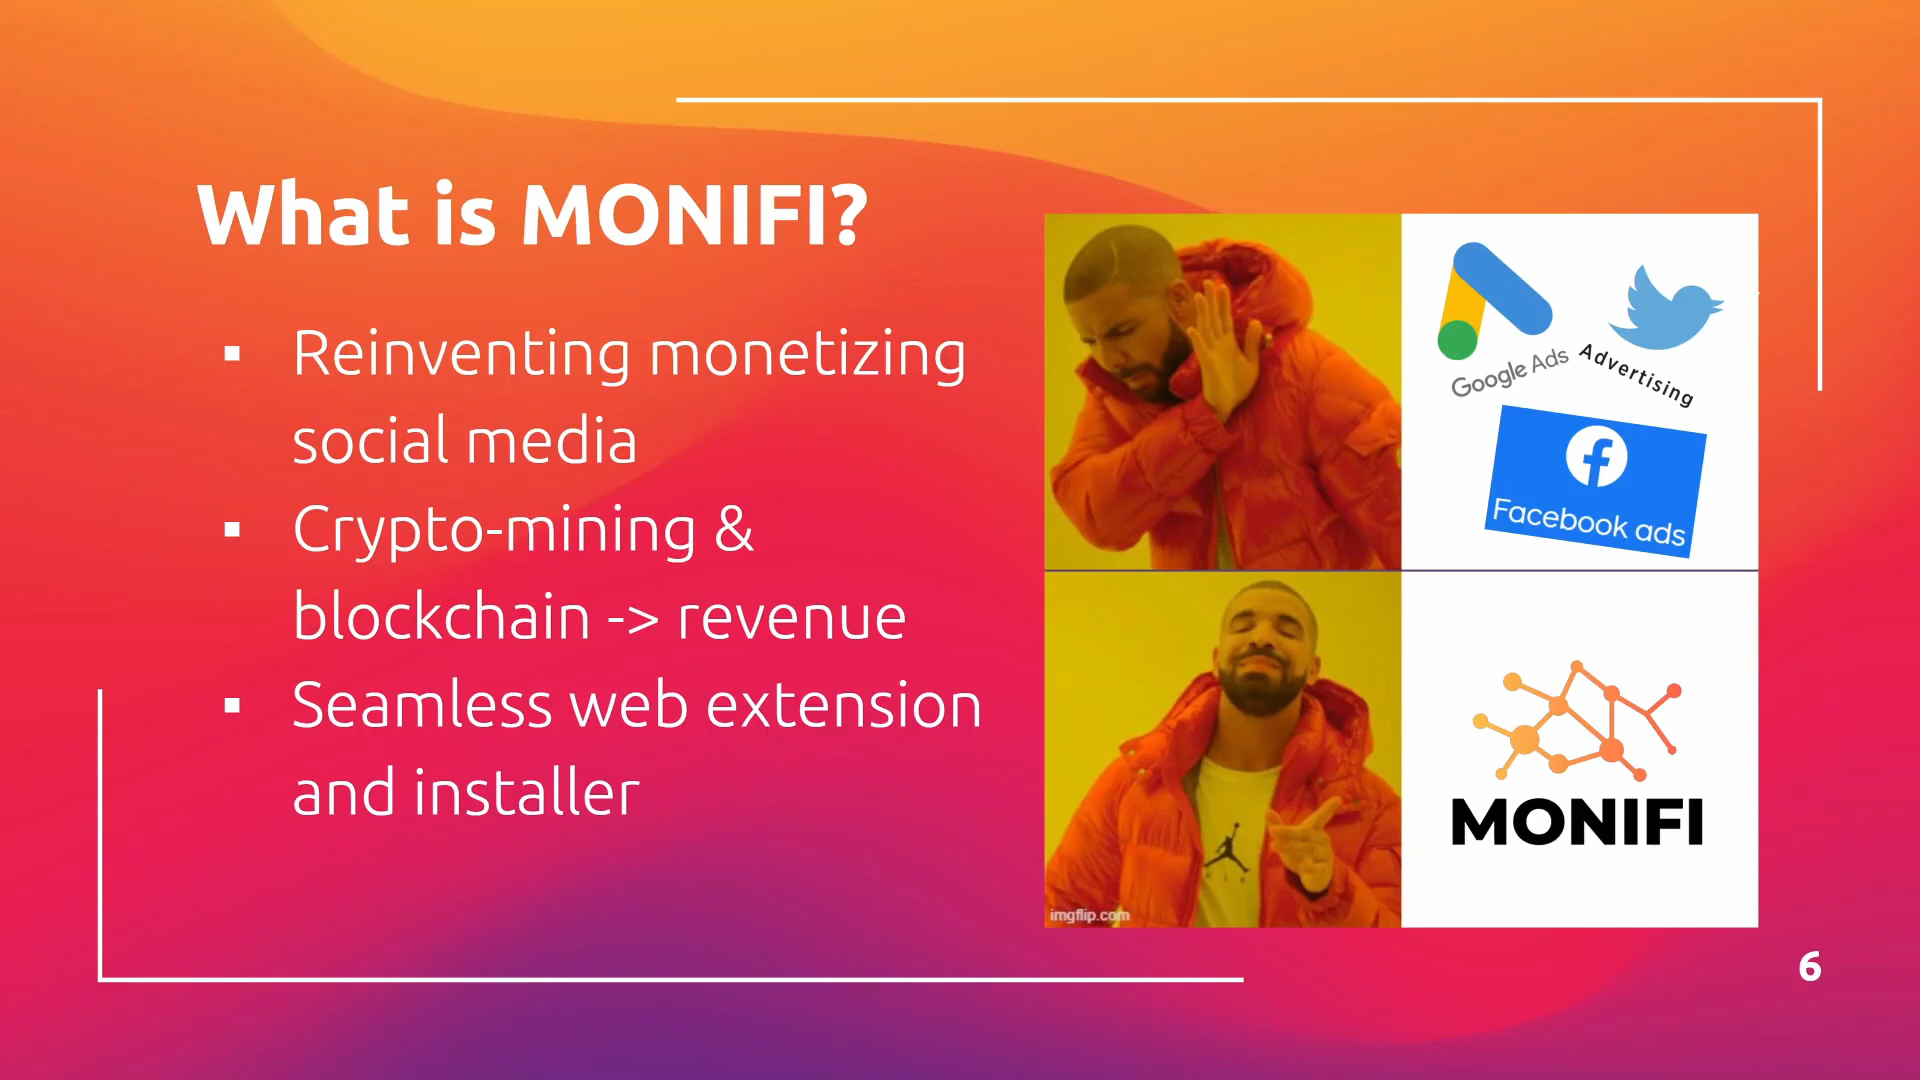 What is MONIFI?
▪ Reinventing monetizing
social media
▪ Crypto-mining &
blockchain -> revenue
▪ Seamless web extension
and installer
Google Ads
Advertising
Facebook ads
MONIFI
imgflip.com
6